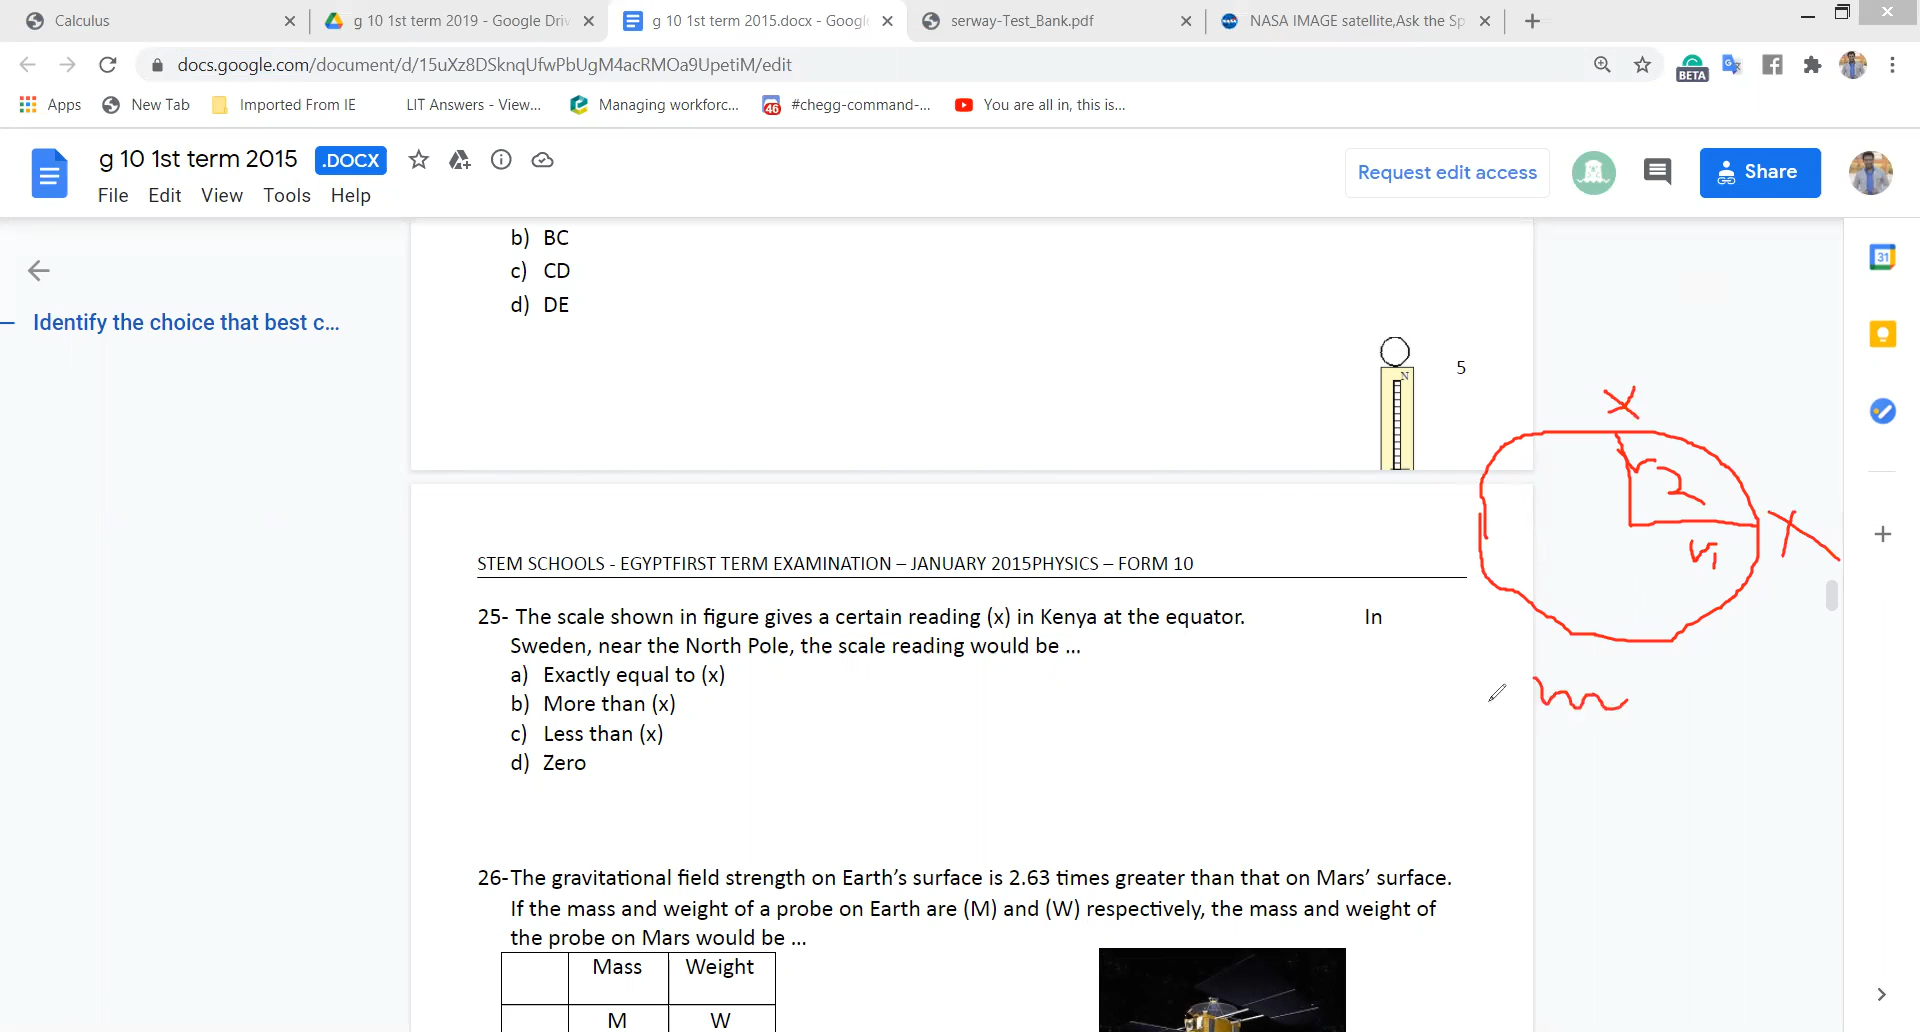 Calculus
g 10 1st term 2019 - Google Driv
g 10 1st term 2015.docx - Google
serway-Test_Bank.pdf
NASA IMAGE satellite,Ask the Sp
docs.google.com/document/d/15uXz8DSknqUfwPbUgM4acRMOa9UpetiM/edit
BETA
Apps
New Tab
Imported From IE
LIT Answers - View...
Managing workforc...
46
#chegg-command-...
You are all in, this is...
g 10 1st term 2015
.DOCX
Request edit access
Share
File Edit View Tools Help
Identify the choice that best c...
31
b) BC
c) CD
d) DE
N
5
X
r2
r1
X
STEM SCHOOLS - EGYPTFIRST TERM EXAMINATION – JANUARY 2015PHYSICS – FORM 10
25- The scale shown in figure gives a certain reading (x) in Kenya at the equator. In
Sweden, near the North Pole, the scale reading would be ...
a) Exactly equal to (x)
b) More than (x)
c) Less than (x)
d) Zero
26-The gravitational field strength on Earth’s surface is 2.63 times greater than that on Mars’ surface.
If the mass and weight of a probe on Earth are (M) and (W) respectively, the mass and weight of
the probe on Mars would be ...
Mass Weight
M W